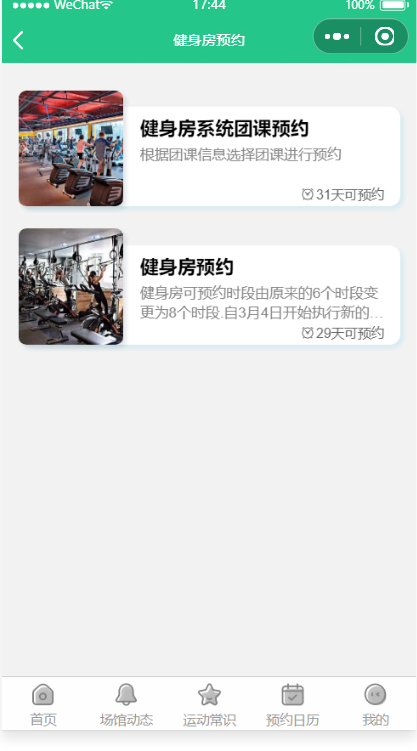 WeChat 17:44 100%
健身房预约
健身房系统团课预约
根据团课信息选择团课进行预约
31天可预约
健身房预约
健身房可预约时段由原来的6个时段变
更为8个时段.自3月4日开始执行新的...
29天可预约
首页 场馆动态 运动常识 预约日历 我的